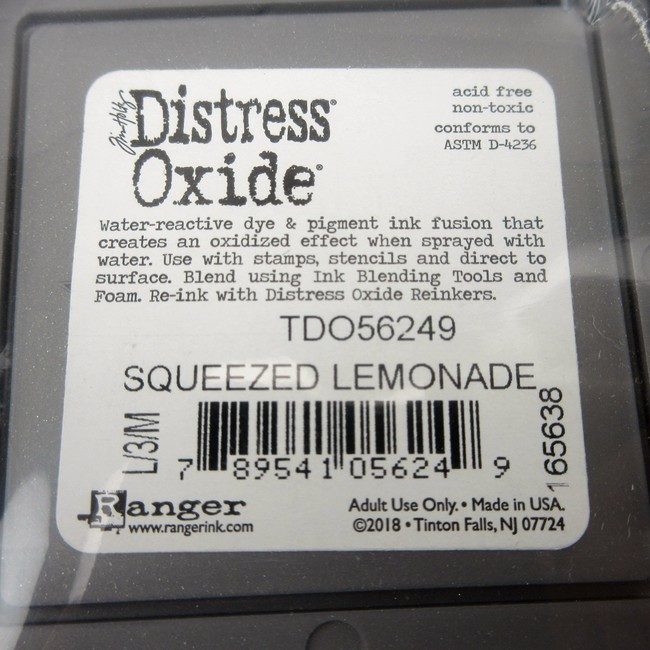 Tim Holtz
Distress®
Oxide®
acid free
non-toxic
conforms to
ASTM D-4236
Water-reactive dye & pigment ink fusion that
creates an oxidized effect when sprayed with
water. Use with stamps, stencils and direct to
surface. Blend using Ink Blending Tools and
Foam. Re-ink with Distress Oxide Reinkers.
TDO56249
SQUEEZED LEMONADE
L/3/M
7 89541 05624 9
165638
Ranger
www.rangerink.com
Adult Use Only. • Made in USA.
©2018 • Tinton Falls, NJ 07724